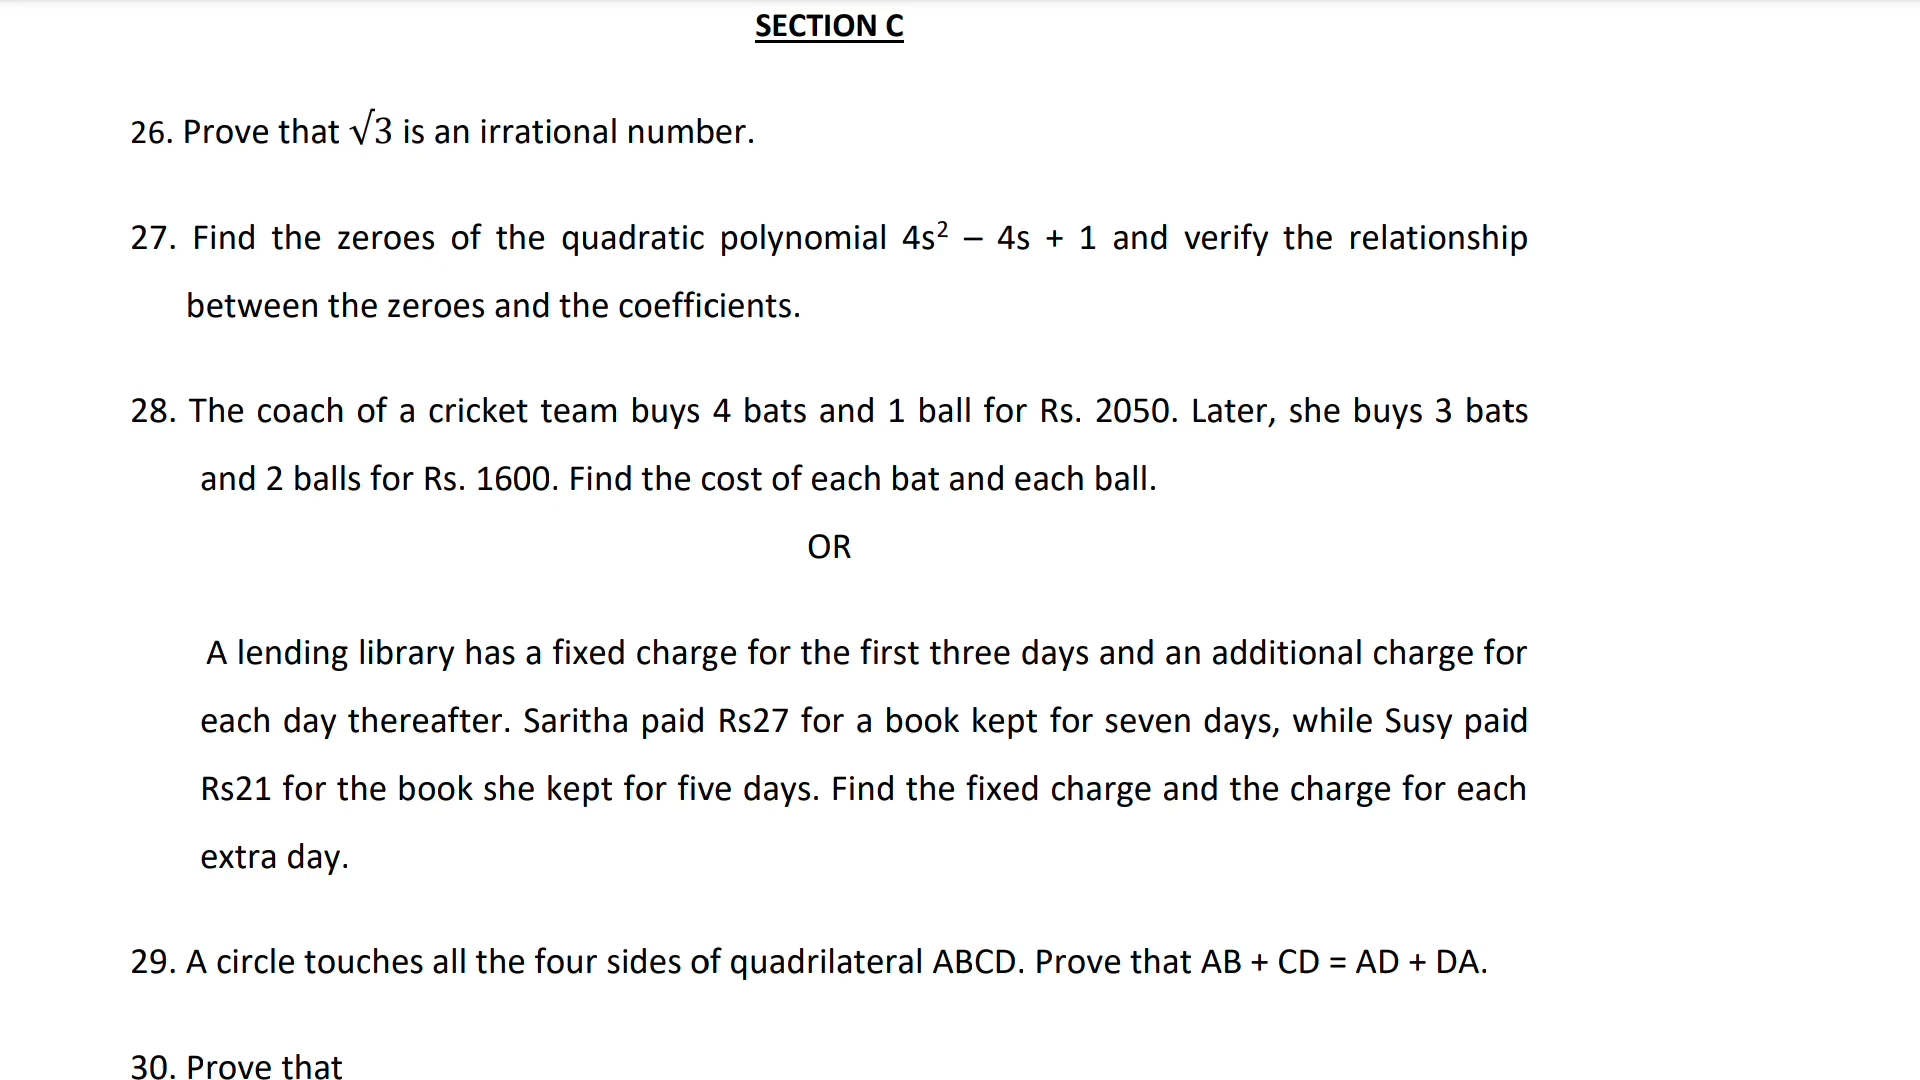 SECTION C
26. Prove that √3 is an irrational number.
27. Find the zeroes of the quadratic polynomial 4s² – 4s + 1 and verify the relationship
between the zeroes and the coefficients.
28. The coach of a cricket team buys 4 bats and 1 ball for Rs. 2050. Later, she buys 3 bats
and 2 balls for Rs. 1600. Find the cost of each bat and each ball.
OR
A lending library has a fixed charge for the first three days and an additional charge for
each day thereafter. Saritha paid Rs27 for a book kept for seven days, while Susy paid
Rs21 for the book she kept for five days. Find the fixed charge and the charge for each
extra day.
29. A circle touches all the four sides of quadrilateral ABCD. Prove that AB + CD = AD + DA.
30. Prove that